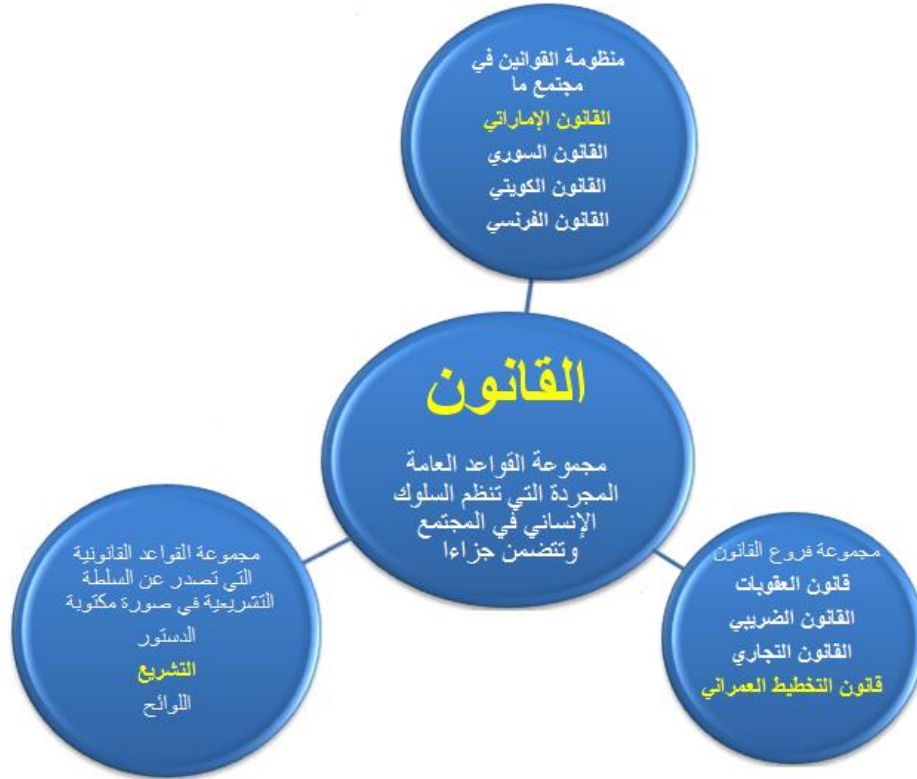 منظومة القوانين في
مجتمع ما
القانون الإماراتي
القانون السوري
القانون الكويتي
القانون الفرنسي
القانون
مجموعة القواعد العامة
المجردة التي تنظم السلوك
الإنساني في المجتمع
وتتضمن جزاءا
مجموعة فروع القانون
قانون العقوبات
القانون الضريبي
القانون التجاري
قانون التخطيط العمراني
مجموعة القواعد القانونية
التي تصدر عن السلطة
التشريعية في صورة مكتوبة
الدستور
التشريع
اللوائح